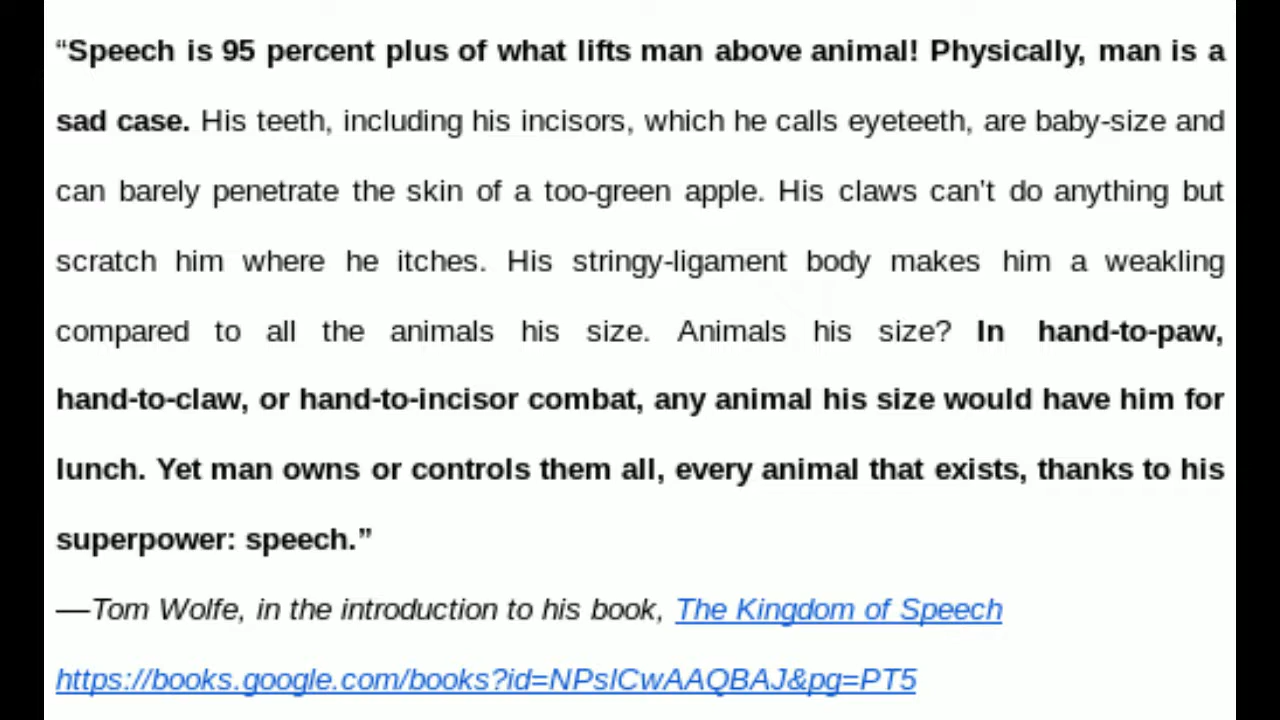 “Speech is 95 percent plus of what lifts man above animal! Physically, man is a
sad case. His teeth, including his incisors, which he calls eyeteeth, are baby-size and
can barely penetrate the skin of a too-green apple. His claws can’t do anything but
scratch him where he itches. His stringy-ligament body makes him a weakling
compared to all the animals his size. Animals his size? In hand-to-paw,
hand-to-claw, or hand-to-incisor combat, any animal his size would have him for
lunch. Yet man owns or controls them all, every animal that exists, thanks to his
superpower: speech.”
—Tom Wolfe, in the introduction to his book, The Kingdom of Speech
https://books.google.com/books?id=NPslCwAAQBAJ&pg=PT5